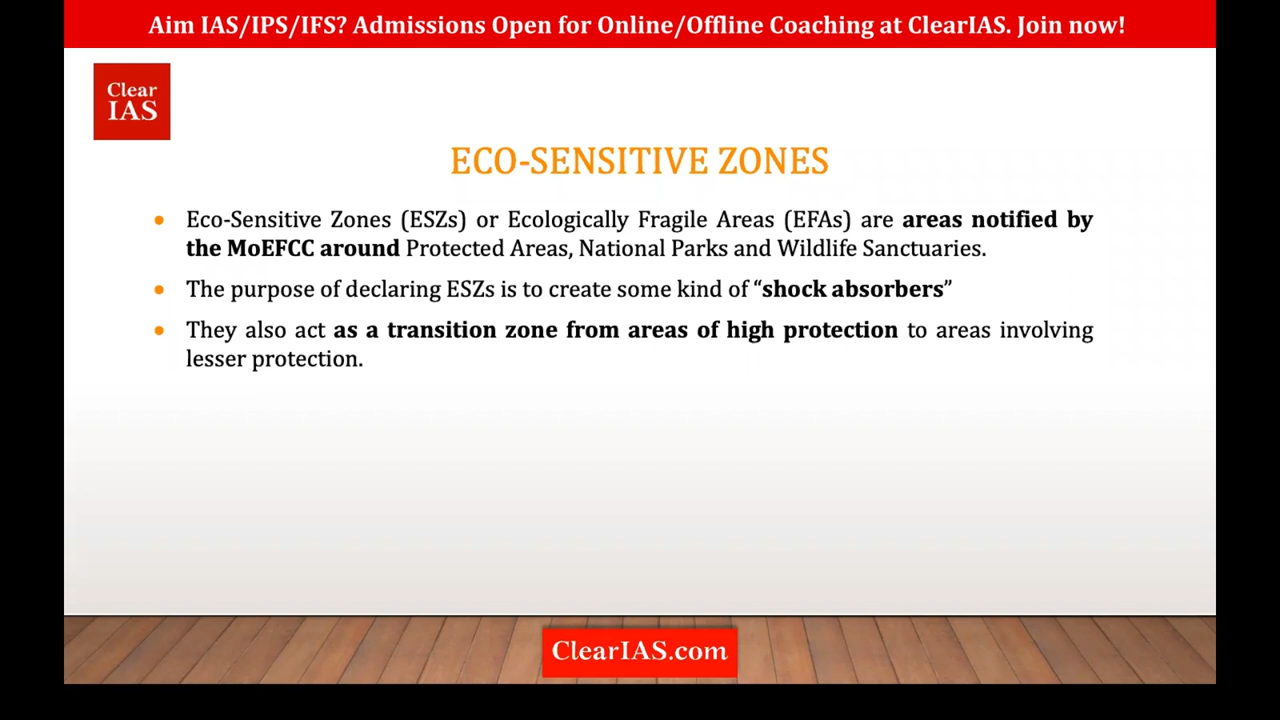 Aim IAS/IPS/IFS? Admissions Open for Online/Offline Coaching at ClearIAS. Join now!
Clear
IAS
ECO-SENSITIVE ZONES
• Eco-Sensitive Zones (ESZs) or Ecologically Fragile Areas (EFAs) are areas notified by
the MoEFCC around Protected Areas, National Parks and Wildlife Sanctuaries.
• The purpose of declaring ESZs is to create some kind of “shock absorbers”
• They also act as a transition zone from areas of high protection to areas involving
lesser protection.
ClearIAS.com